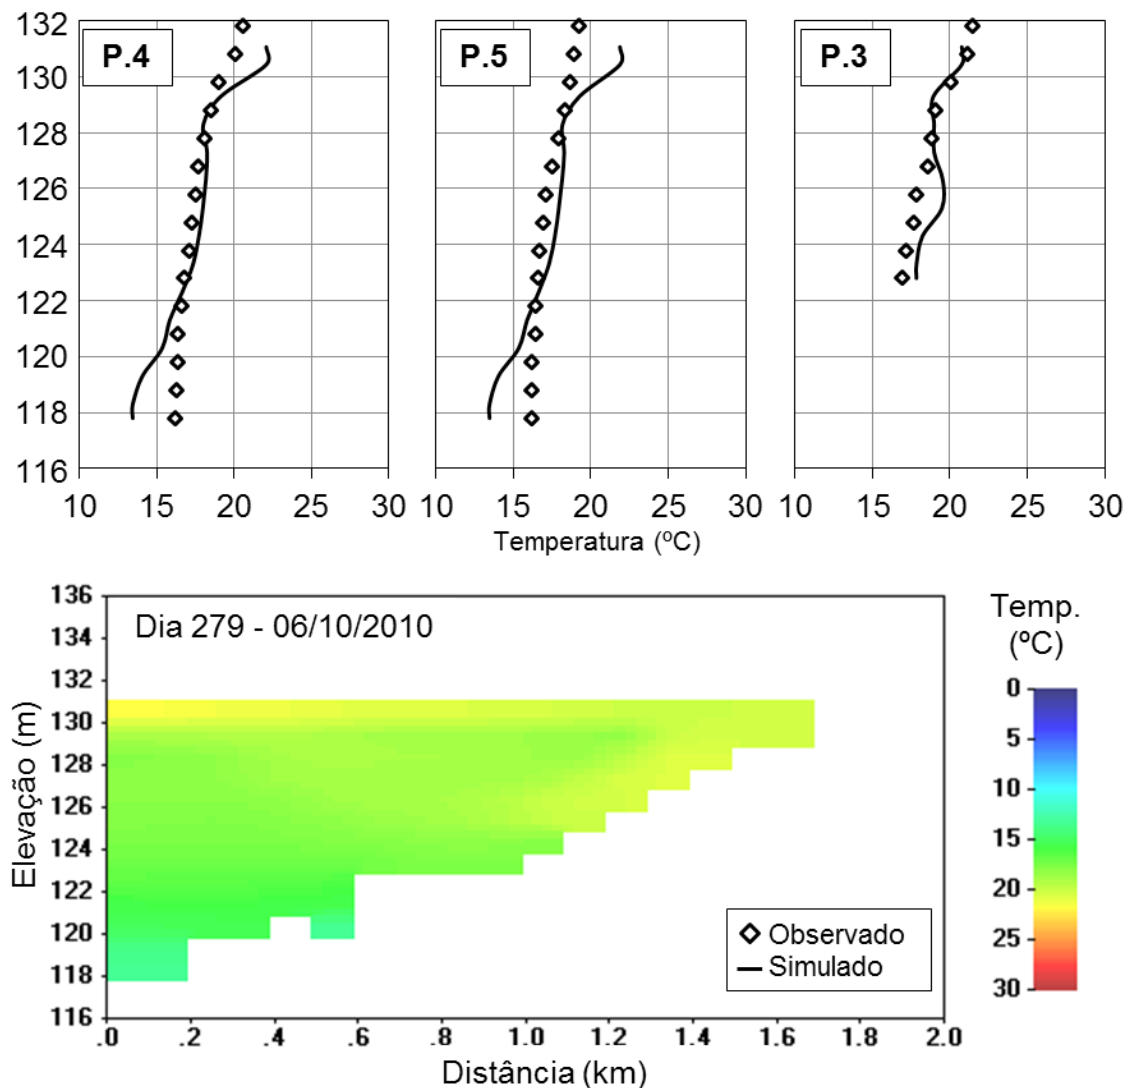 132
130
128
126
124
122
120
118
116
P.4
P.5
P.3
10 15 20 25 30
10 15 20 25 30
10 15 20 25 30
Temperatura (ºC)
136
134
132
130
128
126
124
122
120
118
116
Elevação (m)
Dia 279 - 06/10/2010
Observado
Simulado
.0 .2 .4 .6 .8 1.0 1.2 1.4 1.6 1.8 2.0
Distância (km)
Temp.
(ºC)
0
5
10
15
20
25
30